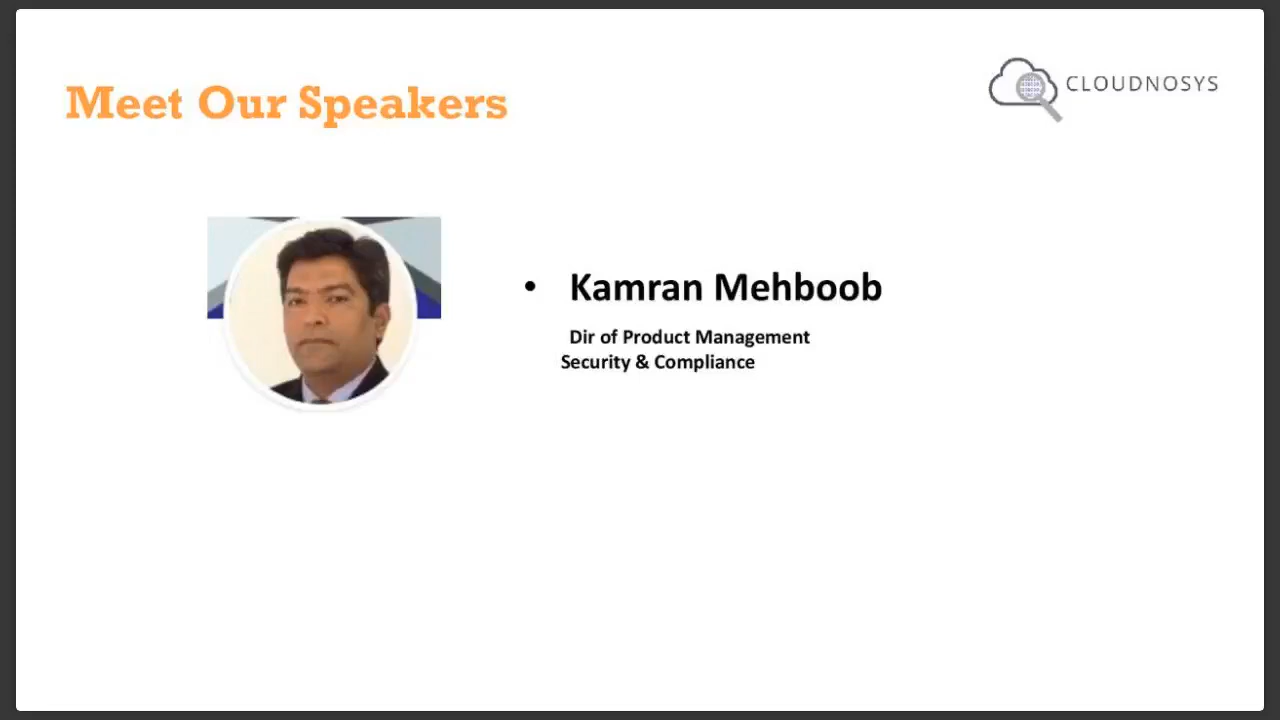 Meet Our Speakers
CLOUDNOSYS
• Kamran Mehboob
Dir of Product Management
Security & Compliance